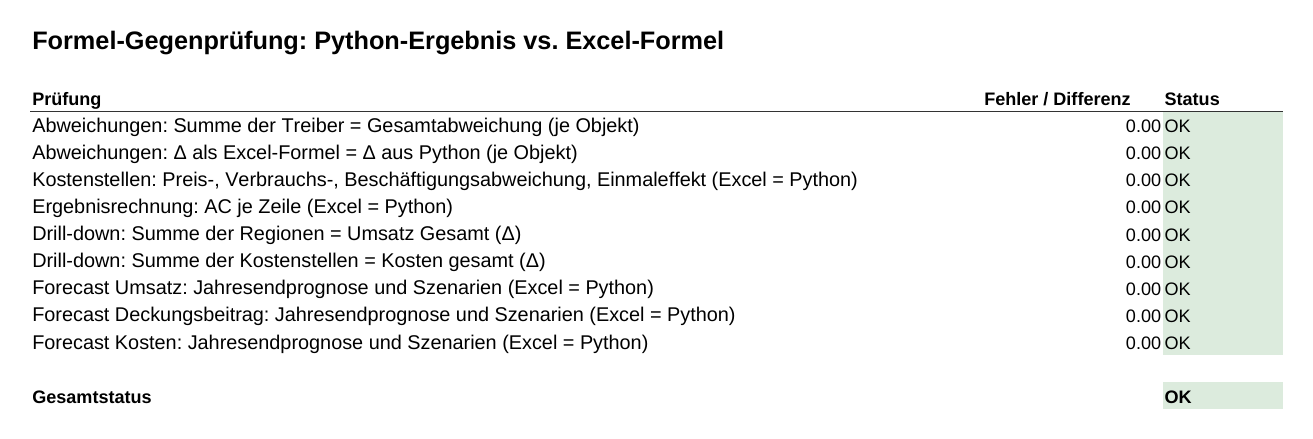 Formel-Gegenprüfung: Python-Ergebnis vs. Excel-Formel
Prüfung Fehler / Differenz Status
Abweichungen: Summe der Treiber = Gesamtabweichung (je Objekt) 0.00 OK
Abweichungen: Δ als Excel-Formel = Δ aus Python (je Objekt) 0.00 OK
Kostenstellen: Preis-, Verbrauchs-, Beschäftigungsabweichung, Einmaleffekt (Excel = Python) 0.00 OK
Ergebnisrechnung: AC je Zeile (Excel = Python) 0.00 OK
Drill-down: Summe der Regionen = Umsatz Gesamt (Δ) 0.00 OK
Drill-down: Summe der Kostenstellen = Kosten gesamt (Δ) 0.00 OK
Forecast Umsatz: Jahresendprognose und Szenarien (Excel = Python) 0.00 OK
Forecast Deckungsbeitrag: Jahresendprognose und Szenarien (Excel = Python) 0.00 OK
Forecast Kosten: Jahresendprognose und Szenarien (Excel = Python) 0.00 OK
Gesamtstatus OK